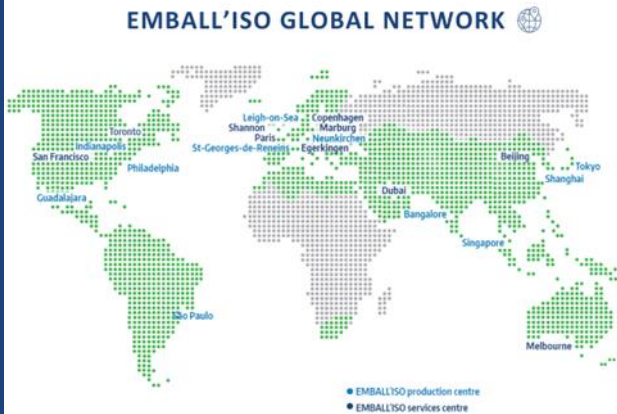 EMBALL'ISO GLOBAL NETWORK
Leigh-on-Sea
Copenhagen
Toronto
Shannon
Marburg
Paris
Neunkirchen
Indianapolis
St-Georges-de-Reneins
Egerkingen
San Francisco
Beijing
Philadelphia
Tokyo
Shanghai
Guadalajara
Dubai
Bangalore
Singapore
São Paulo
Melbourne
EMBALL'ISO production centre
EMBALL'ISO services centre